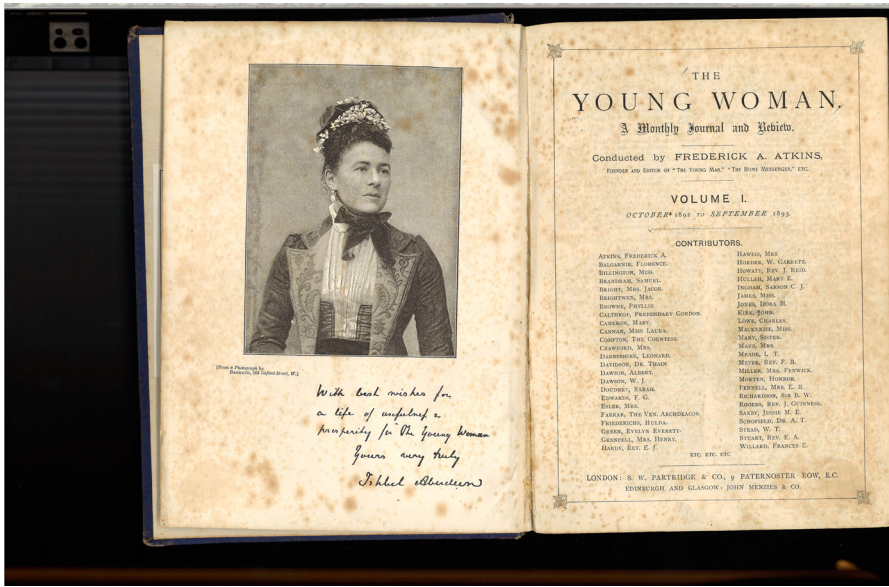 [From a Photograph by
BARRAUD, 263 Oxford Street, W.]
With best wishes for
a life of usefulness &
prosperity for "The Young Woman
Yours very truly
Ishbel Aberdeen
THE
YOUNG WOMAN.
A Monthly Journal and Review.
Conducted by FREDERICK A. ATKINS,
FOUNDER AND EDITOR OF "THE YOUNG MAN," "THE HOME MESSENGER," ETC.
VOLUME I.
OCTOBER 1892 TO SEPTEMBER 1893.
CONTRIBUTORS.
ATKINS, FREDERICK A.
BALGARNIE, FLORENCE.
BILLINGTON, MISS.
BRANDRAM, SAMUEL.
BRIGHT, MRS. JACOB.
BRIGHTWEN, MRS.
BROWNE, PHYLLIS.
CALTHROP, PREBENDARY GORDON.
CAMERON, MARY.
CANNAN, MISS LAURA.
COMPTON, THE COUNTESS.
CRAWFORD, MRS.
DARBYSHIRE, LEONARD.
DAVIDSON, DR. THAIN
DAWSON, ALBERT.
DAWSON, W. J.
DOUDNEY, SARAH.
EDWARDS, F. G.
ESLER, MRS.
FARRAR, THE VEN. ARCHDEACON.
FRIEDERICHS, HULDA.
GREEN, EVELYN EVERETT-
GRENFELL, MRS. HENRY.
HARDY, REV. E. J.
HAWEIS, MRS
HORDER, W. GARRETT.
HOWATT, REV. J. REID.
HULLAH, MARY E.
INGHAM, SARSON C. J.
JAMES, MISS.
JONES, DORA M.
KIRK, JOHN.
LOWE, CHARLES.
MACKENZIE, MISS.
MARY, SISTER.
MAYO, MRS.
MEADE, L. T.
MEYER, REV. F. B.
MILLER, MRS. FENWICK.
MORTEN, HONNOR.
PENNELL, MRS. E. R.
RICHARDSON, SIR B. W.
ROGERS, REV. J. GUINNESS.
SAXBY, JESSIE M. E.
SCHOFIELD, DR. A. T.
STEAD, W. T.
STUART, REV. E. A.
WILLARD, FRANCES E.
ETC. ETC. ETC
LONDON: S. W. PARTRIDGE & CO., 9 PATERNOSTER ROW, E.C.
EDINBURGH AND GLASGOW: JOHN MENZIES & CO.